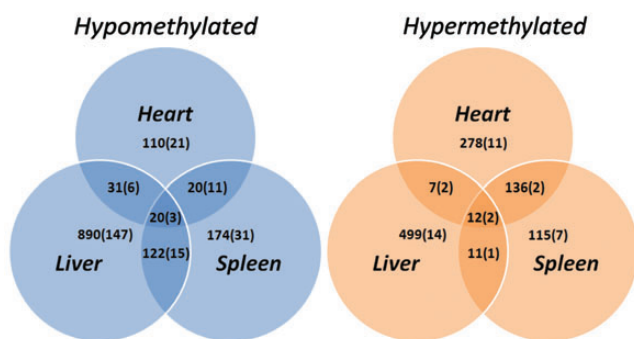 Hypomethylated
Hypermethylated
Heart
110(21)
31(6)
20(11)
20(3)
890(147)
174(31)
122(15)
Liver
Spleen
Heart
278(11)
7(2)
136(2)
12(2)
499(14)
115(7)
11(1)
Liver
Spleen